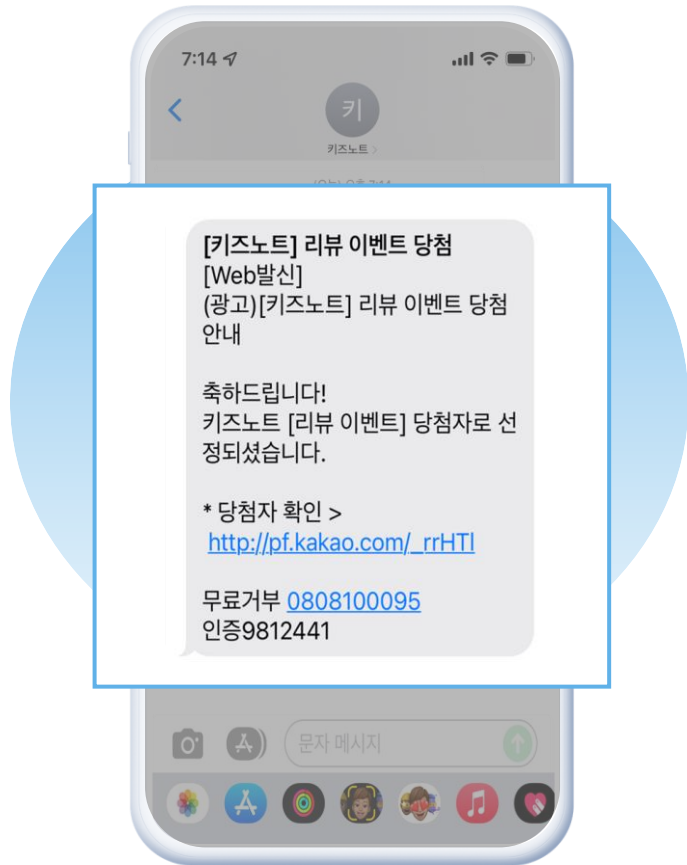 7:14
키
키즈노트 >
[키즈노트] 리뷰 이벤트 당첨
[Web발신]
(광고)[키즈노트] 리뷰 이벤트 당첨
안내
축하드립니다!
키즈노트 [리뷰 이벤트] 당첨자로 선
정되셨습니다.
* 당첨자 확인 >
http://pf.kakao.com/_rrHTl
무료거부 0808100095
인증9812441
문자 메시지